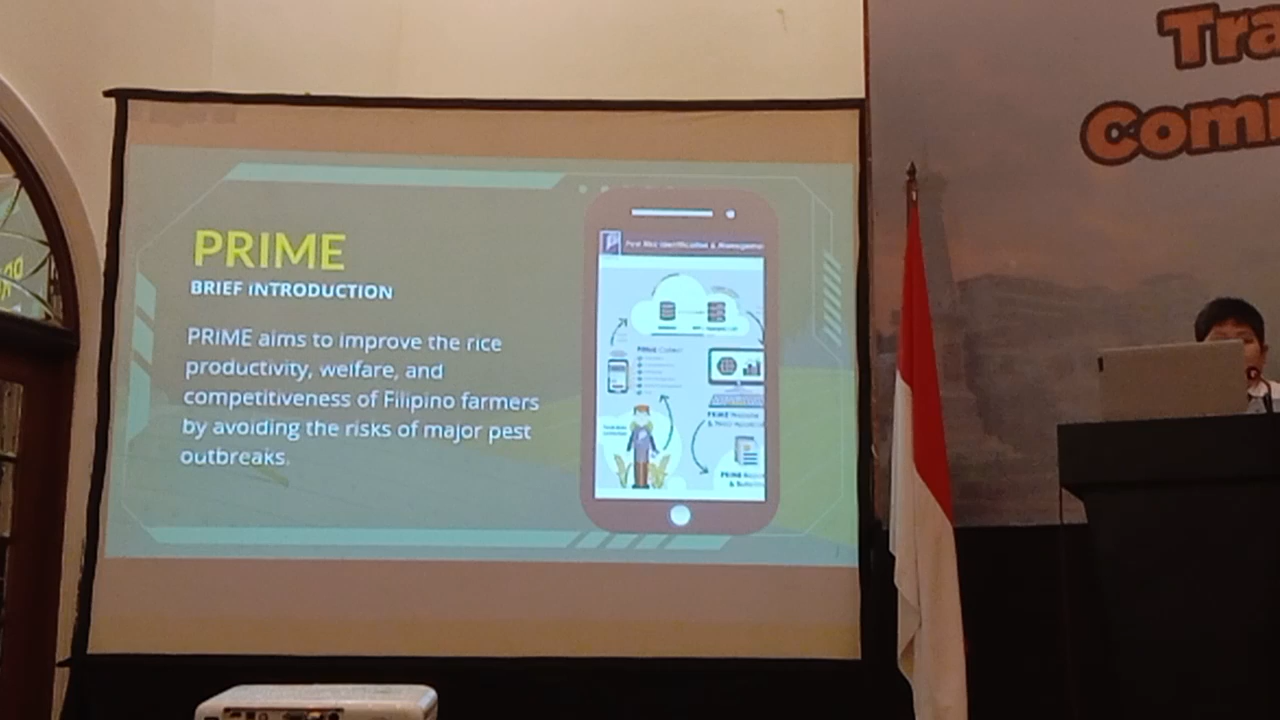 PRIME
BRIEF INTRODUCTION
PRIME aims to improve the rice
productivity, welfare, and
competitiveness of Filipino farmers
by avoiding the risks of major pest
outbreaks.
Pest Risk Identification & Management
Tra
Comm